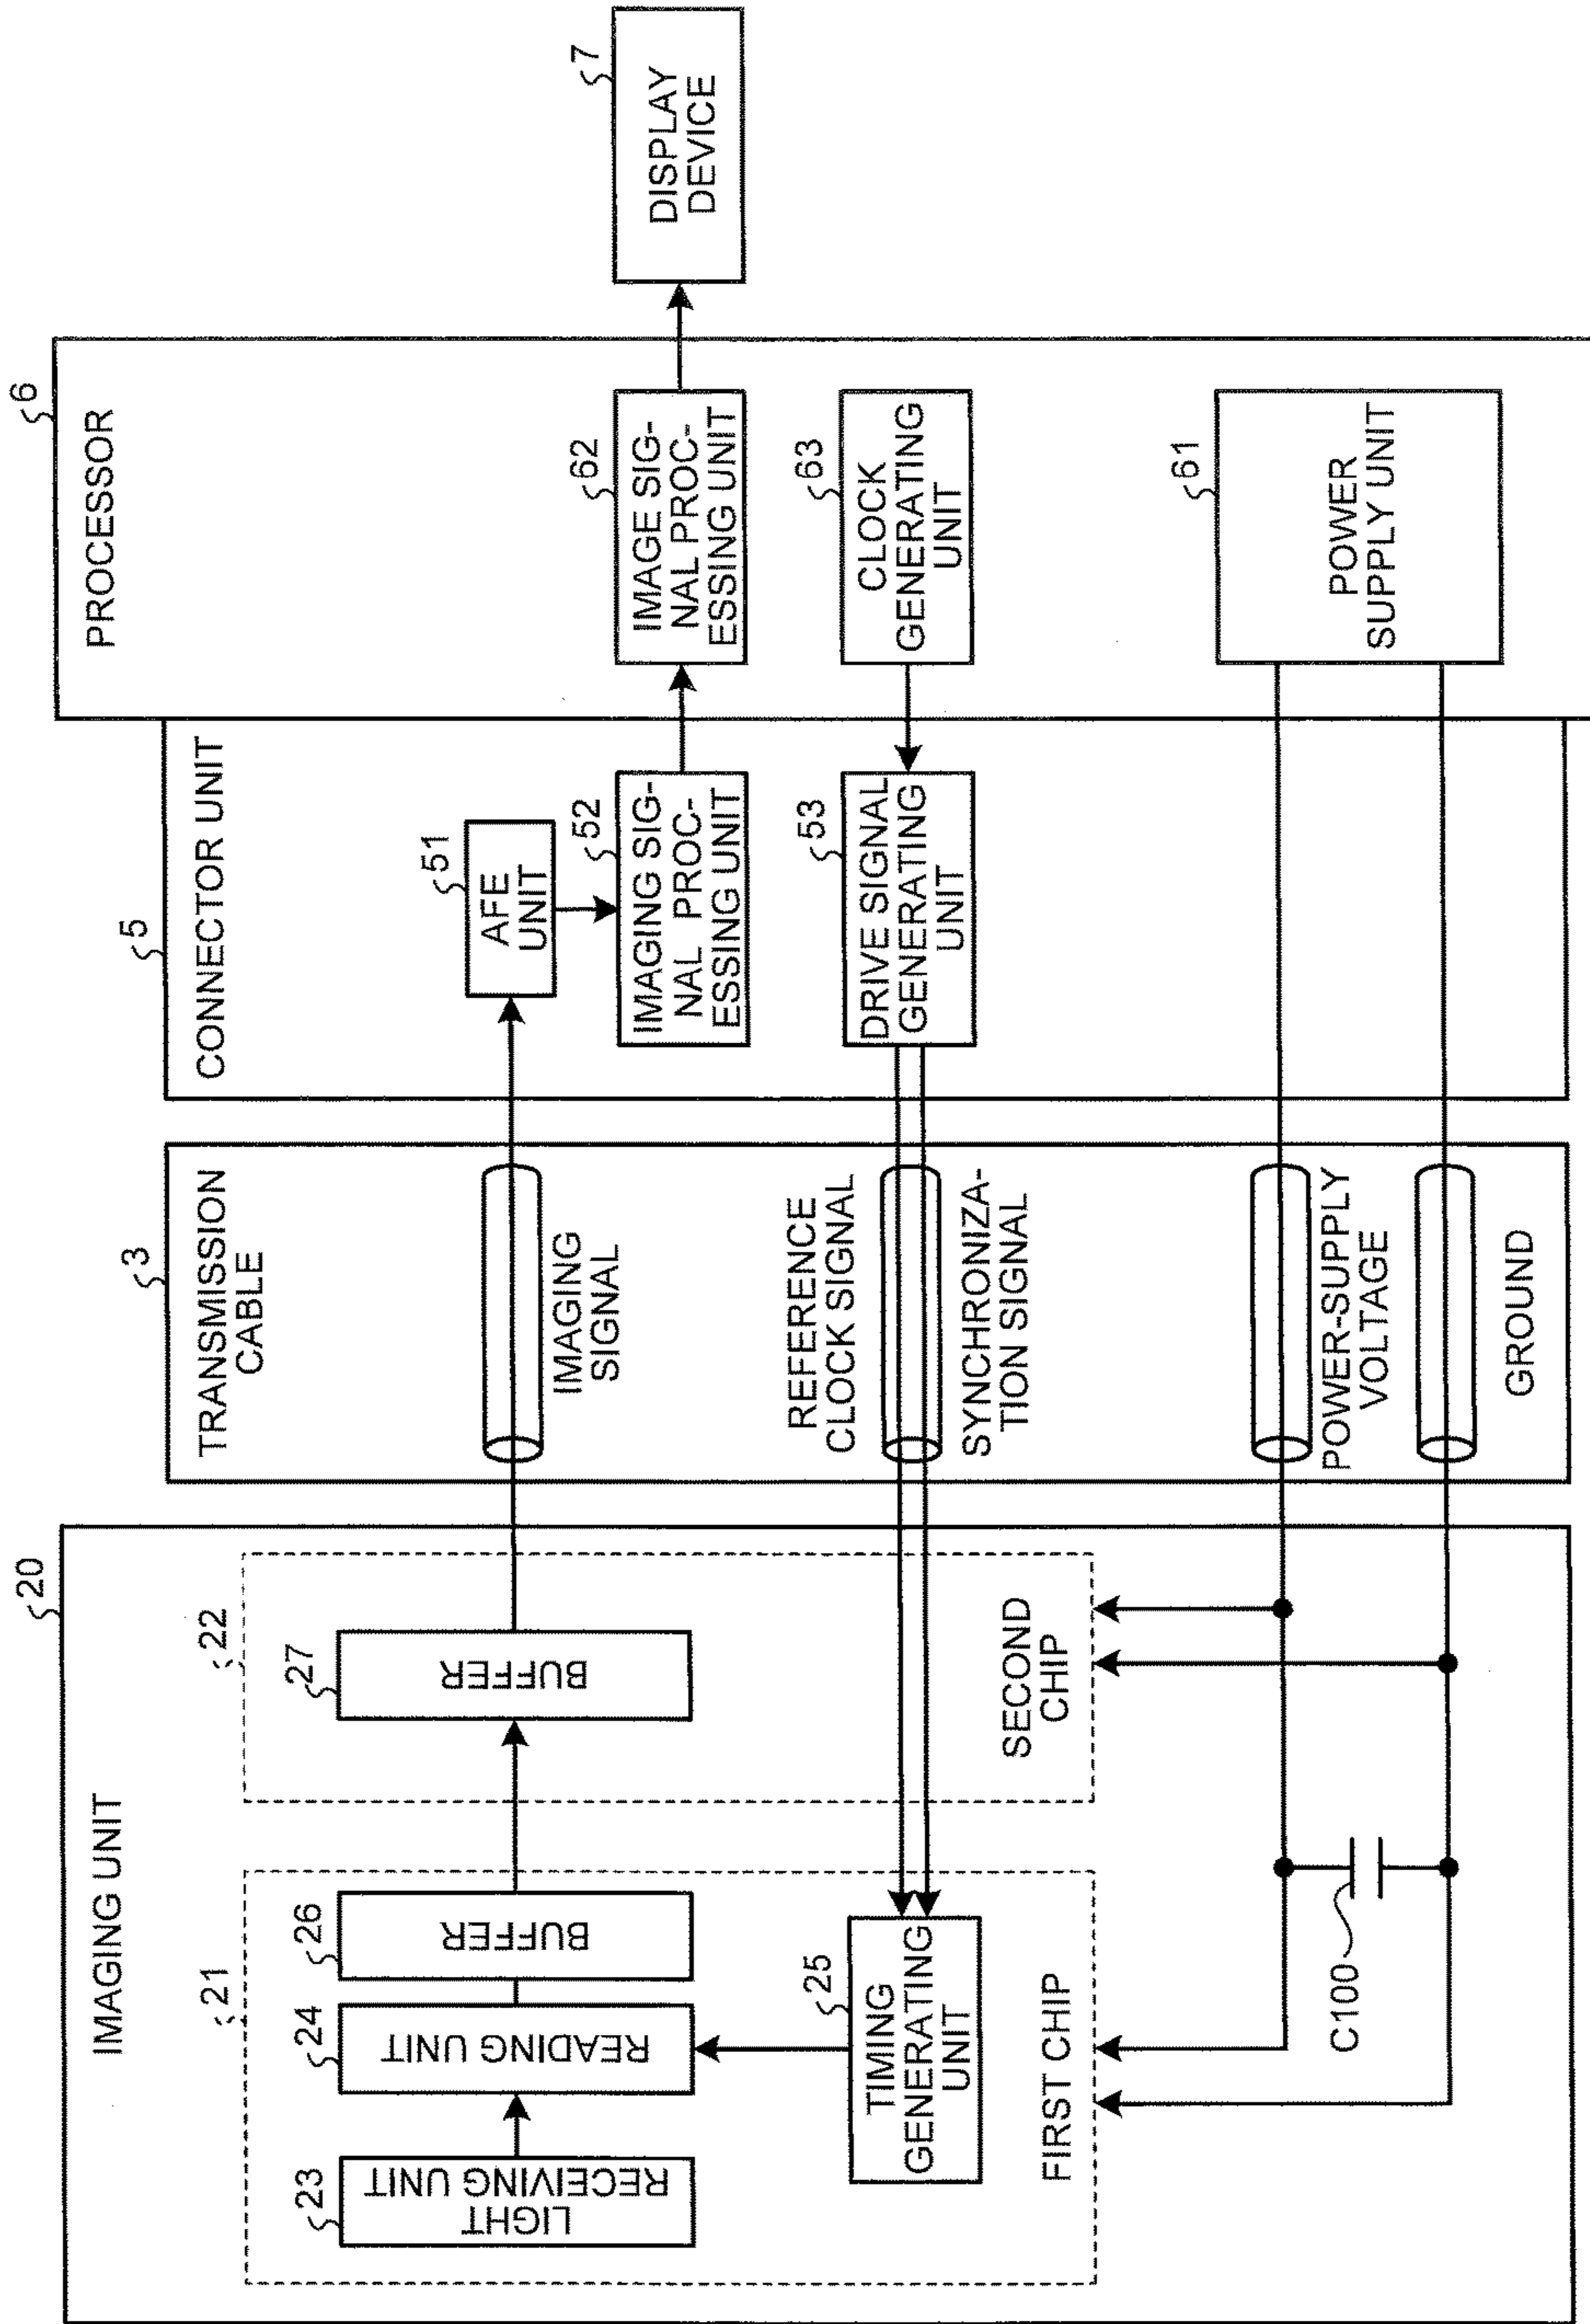 20
IMAGING UNIT
21
22
23
LIGHT
RECEIVING UNIT
24
READING UNIT
26
BUFFER
27
BUFFER
25
TIMING
GENERATING
UNIT
FIRST CHIP
SECOND
CHIP
C100
3
TRANSMISSION
CABLE
IMAGING
SIGNAL
REFERENCE
CLOCK SIGNAL
SYNCHRONIZA-
TION SIGNAL
POWER-SUPPLY
VOLTAGE
GROUND
5
CONNECTOR UNIT
51
AFE
UNIT
52
IMAGING SIG-
NAL PROC-
ESSING UNIT
53
DRIVE SIGNAL
GENERATING
UNIT
6
PROCESSOR
62
IMAGE SIG-
NAL PROC-
ESSING UNIT
63
CLOCK
GENERATING
UNIT
61
POWER
SUPPLY UNIT
7
DISPLAY
DEVICE